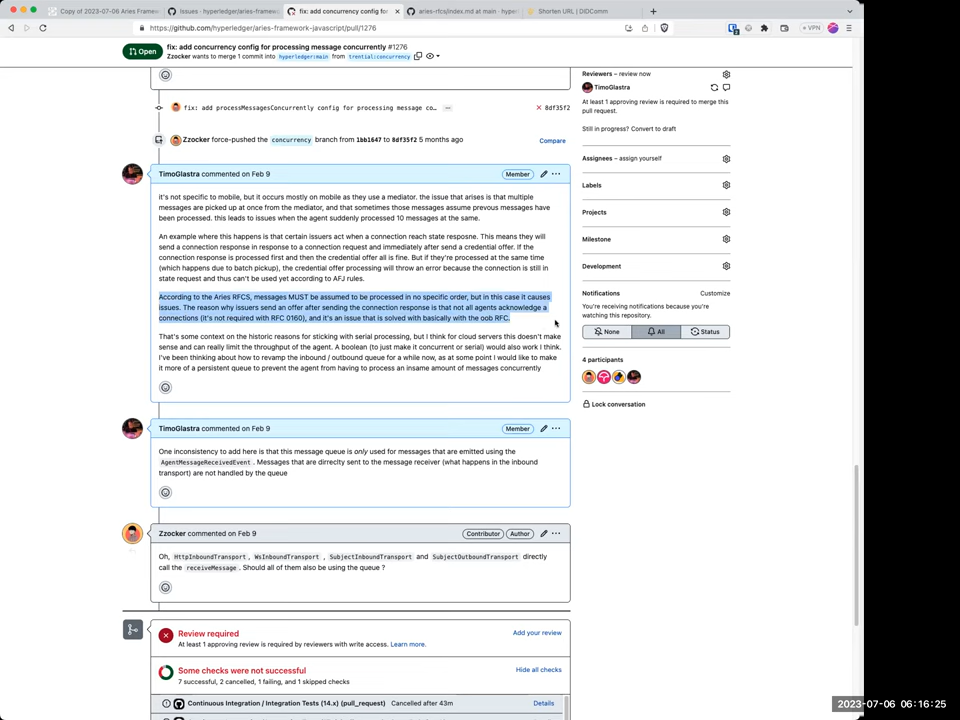 Copy of 2023-07-06 Aries Frame
Issues · hyperledger/aries-framew
fix: add concurrency config for
aries-rfcs/index.md at main · hype
Shorten URL | DIDComm
https://github.com/hyperledger/aries-framework-javascript/pull/1276
VPN
Open
fix: add concurrency config for processing message concurrently #1276
Zzocker wants to merge 1 commit into hyperledger:main from trential:concurrency
fix: add processMessagesConcurrently config for processing message co…
8df35f2
Zzocker force-pushed the concurrency branch from 1bb1647 to 8df35f2 5 months ago
Compare
TimoGlastra commented on Feb 9
Member
it's not specific to mobile, but it occurs mostly on mobile as they use a mediator. the issue that arises is that multiple
messages are picked up at once from the mediator, and that sometimes those messages assume prevous messages have
been processed. this leads to issues when the agent suddenly processed 10 messages at the same.
An example where this happens is that certain issuers act when a connection reach state resposne. This means they will
send a connection response in response to a connection request and immediately after send a credential offer. If the
connection response is processed first and then the credential offer all is fine. But if they're processed at the same time
(which happens due to batch pickup), the credential offer processing will throw an error because the connection is still in
state request and thus can't be used yet according to AFJ rules.
According to the Aries RFCS, messages MUST be assumed to be processed in no specific order, but in this case it causes
issues. The reason why issuers send an offer after sending the connection response is that not all agents acknowledge a
connections (it's not required with RFC 0160), and it's an issue that is solved with basically with the oob RFC.
That's some context on the historic reasons for sticking with serial processing, but I think for cloud servers this doesn't make
sense and can really limit the throughput of the agent. A boolean (to just make it concurrent or serial) would also work I think.
I've been thinking about how to revamp the inbound / outbound queue for a while now, as at some point I would like to make
it more of a persistent queue to prevent the agent from having to process an insame amount of messages concurrently
TimoGlastra commented on Feb 9
Member
One inconsistency to add here is that this message queue is only used for messages that are emitted using the
AgentMessageReceivedEvent. Messages that are dirrecity sent to the message receiver (what happens in the inbound
transport) are not handled by the queue
Zzocker commented on Feb 9
Contributor Author
Oh, HttpInboundTransport, WsInboundTransport, SubjectInboundTransport and SubjectOutboundTransport directly
call the receiveMessage. Should all of them also be using the queue ?
Review required
Add your review
At least 1 approving review is required by reviewers with write access. Learn more.
Some checks were not successful
Hide all checks
7 successful, 2 cancelled, 1 failing, and 1 skipped checks
Continuous Integration / Integration Tests (14.x) (pull_request) Cancelled after 43m
Details
Reviewers – review now
TimoGlastra
At least 1 approving review is required to merge this
pull request.
Still in progress? Convert to draft
Assignees – assign yourself
Labels
Projects
Milestone
Development
Notifications
Customize
You're receiving notifications because you're
watching this repository.
None
All
Status
4 participants
Lock conversation
2023-07-06 06:16:25